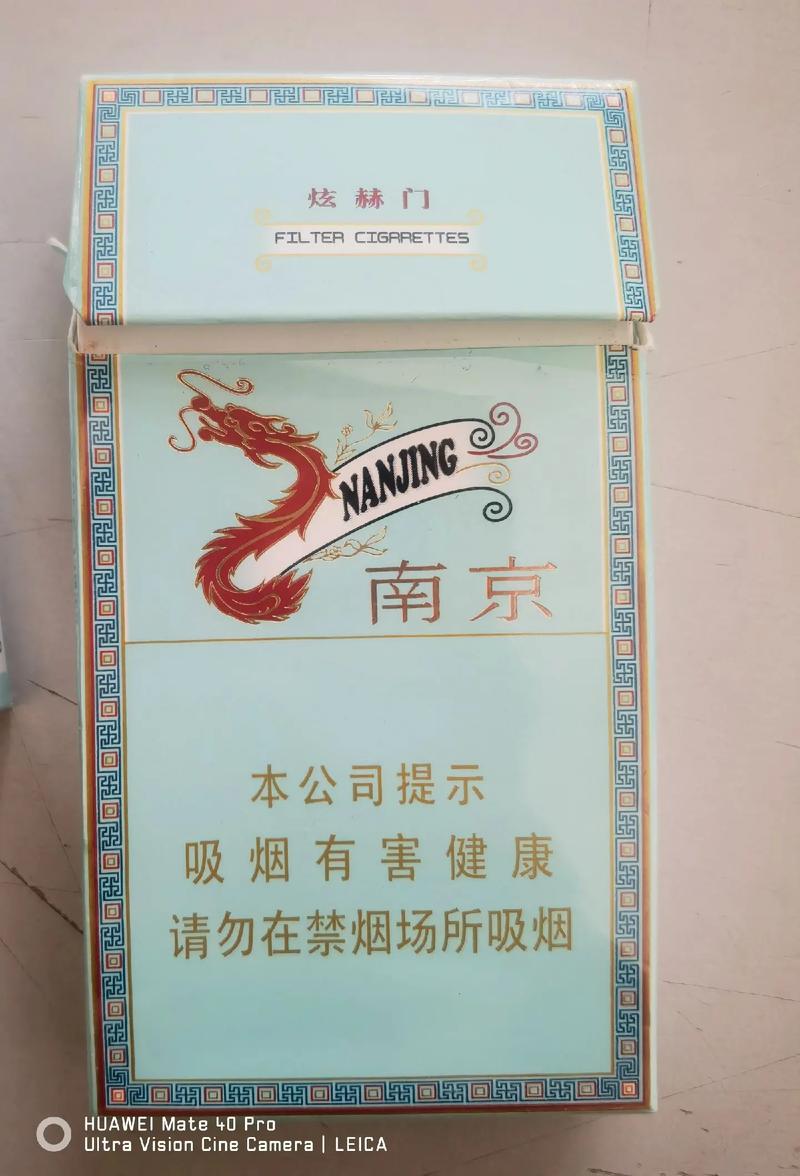 炫赫门
FILTER CIGARETTES
NANJING
南京
本公司提示
吸烟有害健康
请勿在禁烟场所吸烟
HUAWEI Mate 40 Pro
Ultra Vision Cine Camera | LEICA